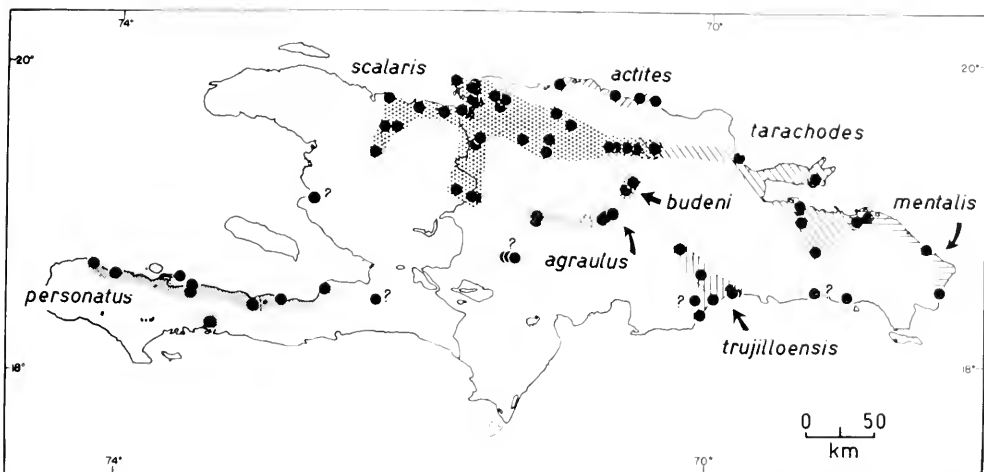 74°
70°
20°
20°
scalaris
actites
tarachodes
?
budeni
mentalis
?
agraulus
personatus
?
?
?
trujilloensis
18°
18°
0 50
km
74°
70°